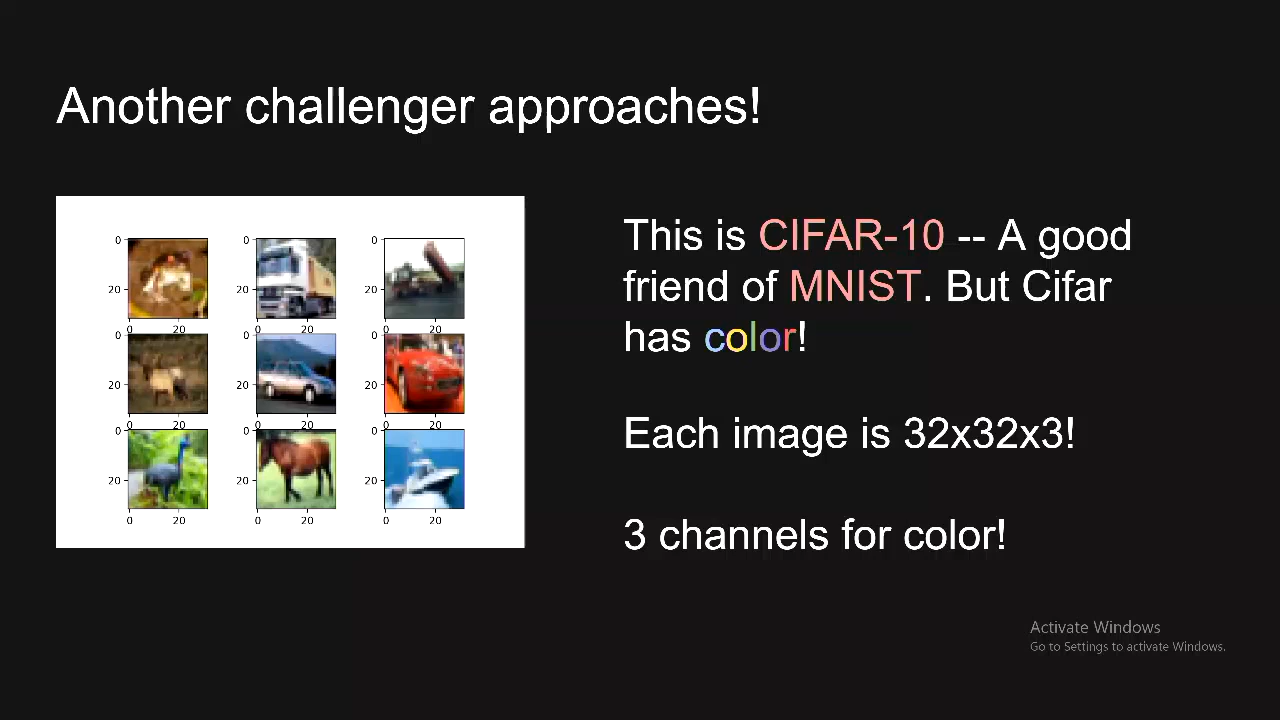 Another challenger approaches!
0 0 0
20 20 20
0 20 0 20 0 20
0 0 0
20 20 20
0 20 0 20 0 20
0 0 0
20 20 20
0 20 0 20 0 20
This is CIFAR-10 -- A good
friend of MNIST. But Cifar
has color!
Each image is 32x32x3!
3 channels for color!
Activate Windows
Go to Settings to activate Windows.